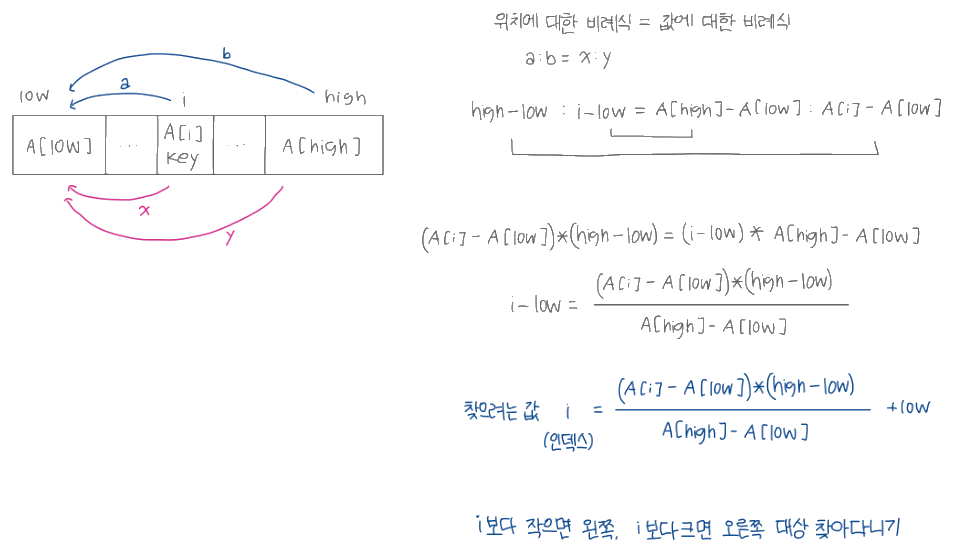 b
a
low i high
A[low] ... A[i] key ... A[high]
x
y
위치에 대한 비례식 = 값에 대한 비례식
a:b = x:y
high-low : i-low = A[high]-A[low] : A[i]-A[low]
(A[i]-A[low])*(high-low) = (i-low) * A[high]-A[low]
i-low = (A[i]-A[low])*(high-low)
A[high]-A[low]
찾으려는 값 i = (A[i]-A[low])*(high-low) +low
(인덱스) A[high]-A[low]
i보다 작으면 왼쪽, i보다크면 오른쪽 대상 찾아다니기